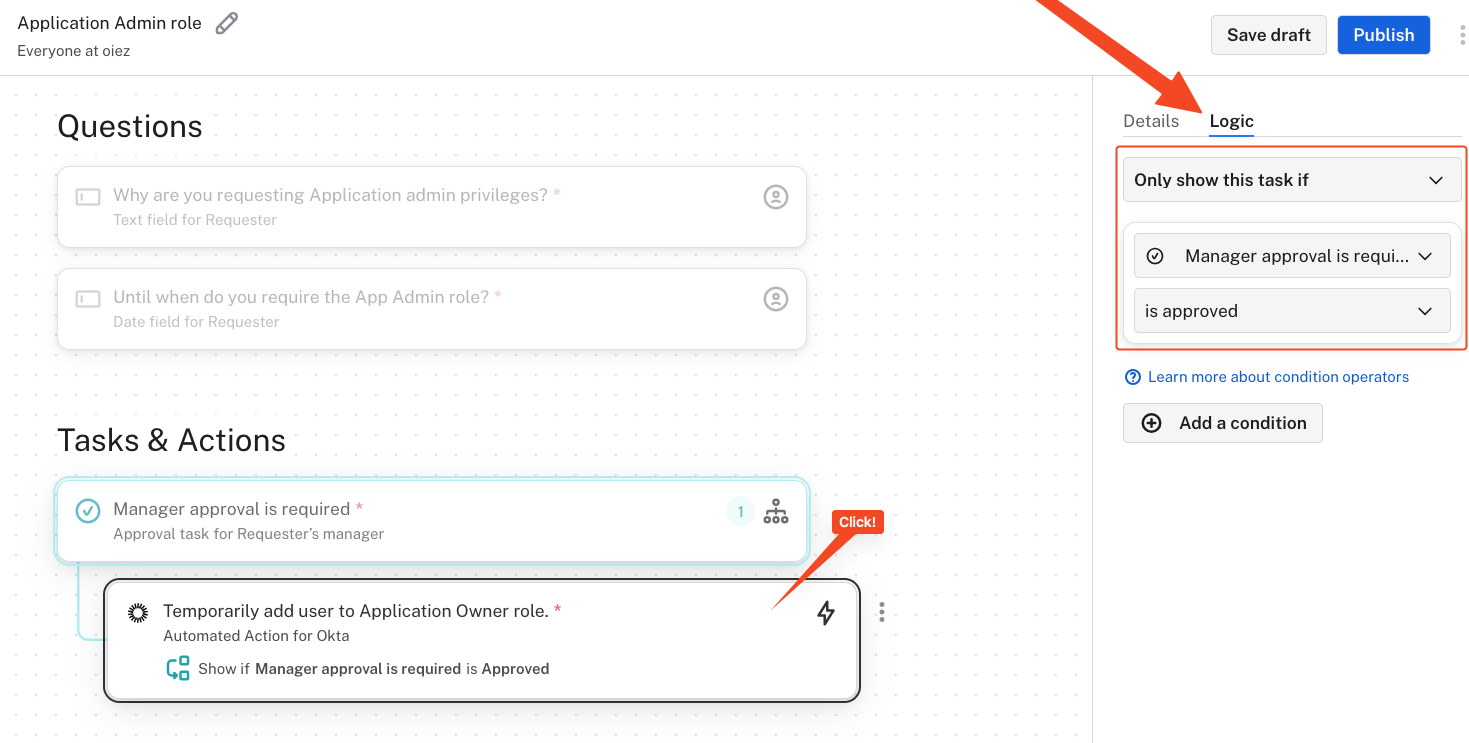 Application Admin role
Everyone at oiez
Save draft
Publish
Questions
Why are you requesting Application admin privileges? *
Text field for Requester
Until when do you require the App Admin role? *
Date field for Requester
Tasks & Actions
Manager approval is required *
Approval task for Requester’s manager
1
Click!
Temporarily add user to Application Owner role. *
Automated Action for Okta
Show if Manager approval is required is Approved
Details
Logic
Only show this task if
Manager approval is requi...
is approved
Learn more about condition operators
Add a condition